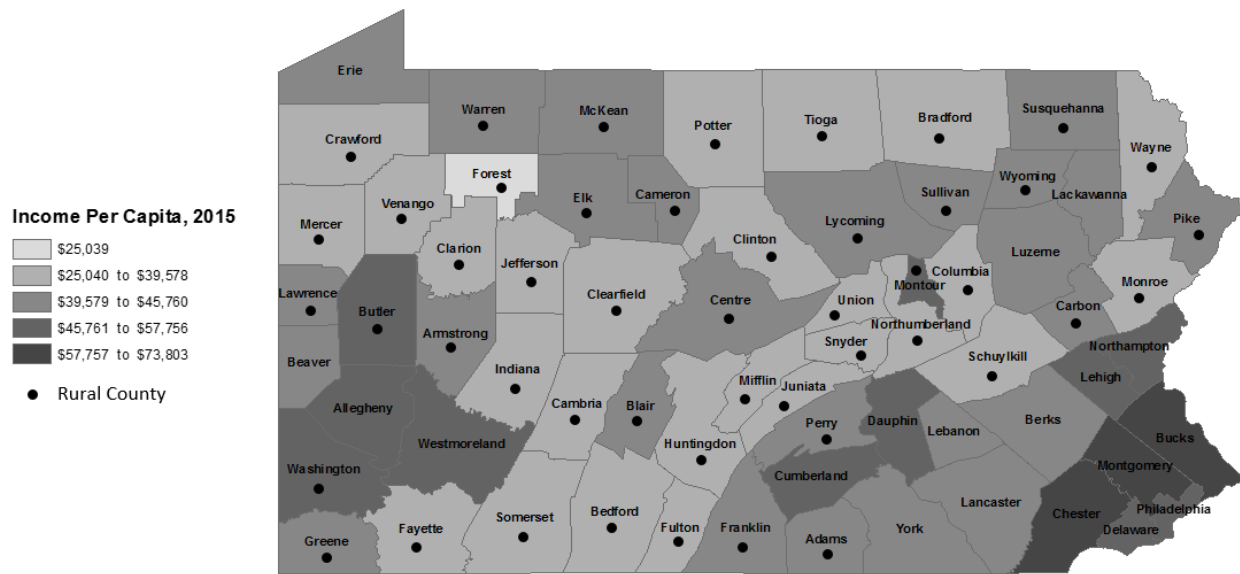 Income Per Capita, 2015
$25,039
$25,040 to $39,578
$39,579 to $45,760
$45,761 to $57,756
$57,757 to $73,803
Rural County
Erie
Warren
McKean
Potter
Tioga
Bradford
Susquehanna
Wayne
Crawford
Forest
Venango
Elk
Cameron
Sullivan
Wyoming
Lackawanna
Pike
Mercer
Clarion
Jefferson
Clinton
Lycoming
Luzerne
Columbia
Montour
Monroe
Lawrence
Butler
Clearfield
Centre
Union
Carbon
Armstrong
Northumberland
Snyder
Northampton
Beaver
Indiana
Schuylkill
Lehigh
Mifflin
Juniata
Allegheny
Cambria
Blair
Perry
Dauphin
Lebanon
Berks
Bucks
Westmoreland
Huntingdon
Washington
Cumberland
Montgomery
Lancaster
Chester
Philadelphia
Delaware
Greene
Fayette
Somerset
Bedford
Fulton
Franklin
Adams
York